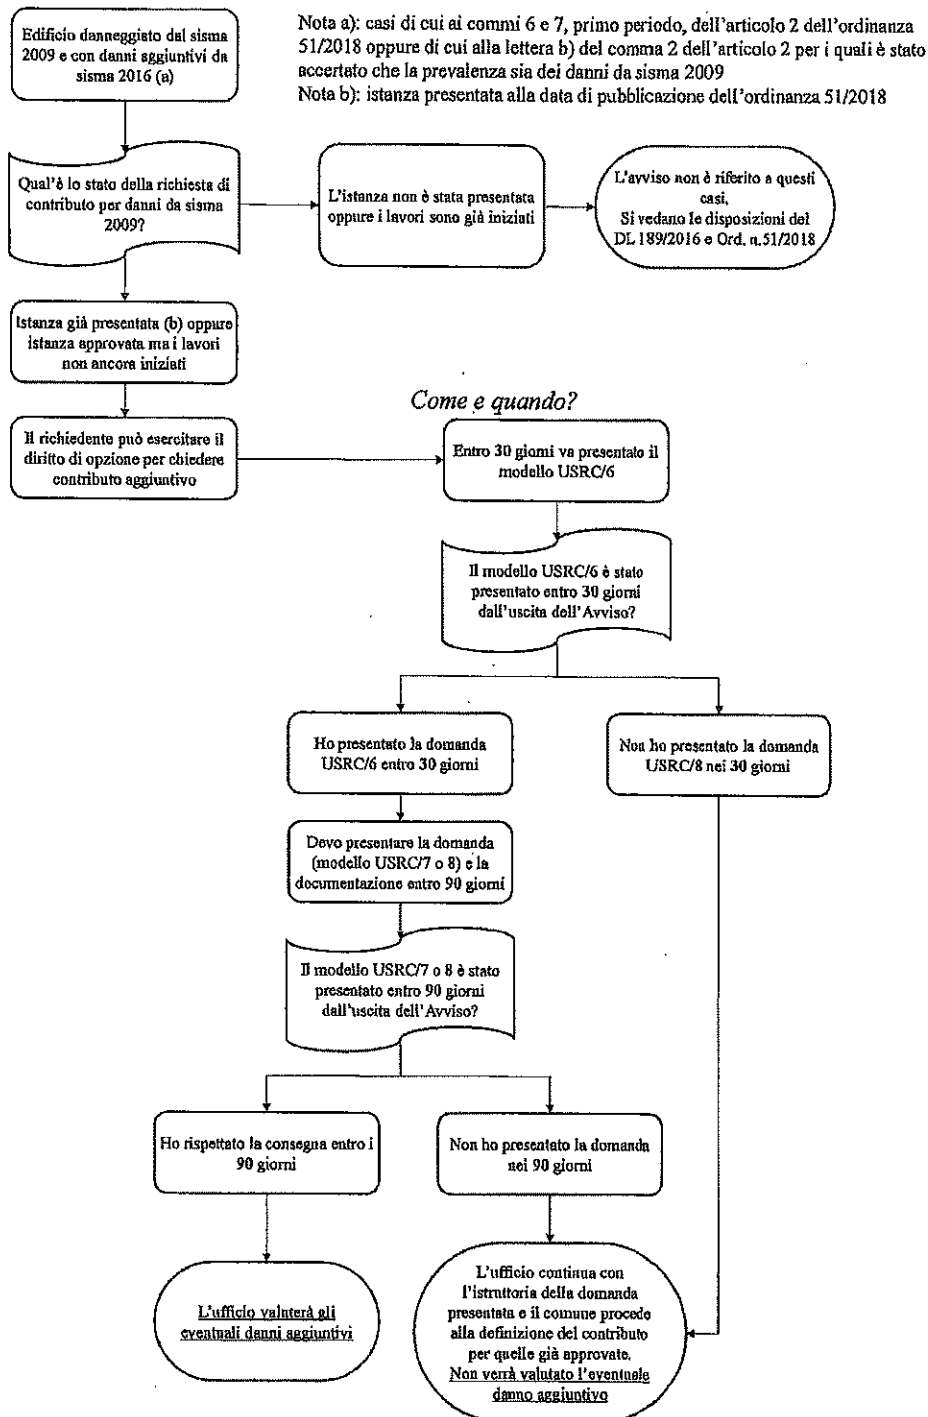 Nota a): casi di cui ai commi 6 e 7, primo periodo, dell'articolo 2 dell'ordinanza
51/2018 oppure di cui alla lettera b) del comma 2 dell'articolo 2 per i quali è stato
accertato che la prevalenza sia dei danni da sisma 2009
Nota b): istanza presentata alla data di pubblicazione dell'ordinanza 51/2018
Edificio danneggiato dal sisma
2009 e con danni aggiuntivi da
sisma 2016 (a)
Qual'è lo stato della richiesta di
contributo per danni da sisma
2009?
L'istanza non è stata presentata
oppure i lavori sono già iniziati
L'avviso non è riferito a questi
casi.
Si vedano le disposizioni del
DL 189/2016 e Ord. n.51/2018
Istanza già presentata (b) oppure
istanza approvata ma i lavori
non ancora iniziati
Il richiedente può esercitare il
diritto di opzione per chiedere
contributo aggiuntivo
Come e quando?
Entro 30 giorni va presentato il
modello USRC/6
Il modello USRC/6 è stato
presentato entro 30 giorni
dall'uscita dell'Avviso?
Ho presentato la domanda
USRC/6 entro 30 giorni
Non ho presentato la domanda
USRC/8 nei 30 giorni
Devo presentare la domanda
(modello USRC/7 o 8) e la
documentazione entro 90 giorni
Il modello USRC/7 o 8 è stato
presentato entro 90 giorni
dall'uscita dell'Avviso?
Ho rispettato la consegna entro i
90 giorni
Non ho presentato la domanda
nei 90 giorni
L'ufficio valuterà gli
eventuali danni aggiuntivi
L'ufficio continua con
l'istruttoria della domanda
presentata e il comune procede
alla definizione del contributo
per quelle già approvate.
Non verrà valutato l'eventuale
danno aggiuntivo